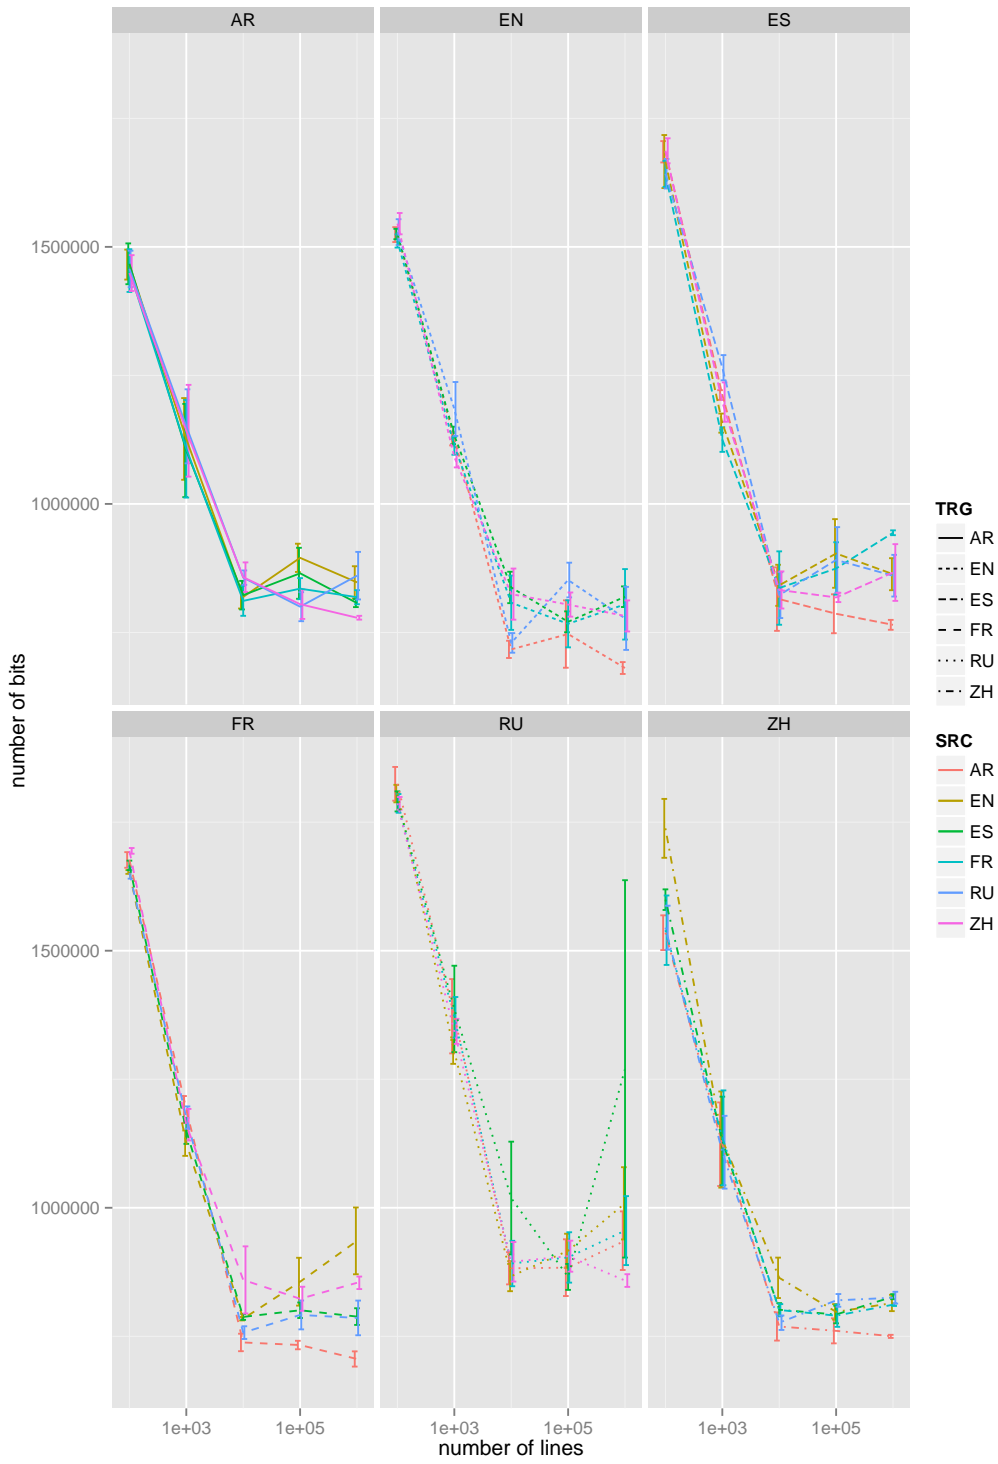 AR
EN
ES
1500000
1000000
FR
RU
ZH
1500000
1000000
1e+03
1e+05
1e+03
1e+05
1e+03
1e+05
number of lines
number of bits
TRG
AR
EN
ES
FR
RU
ZH
SRC
AR
EN
ES
FR
RU
ZH